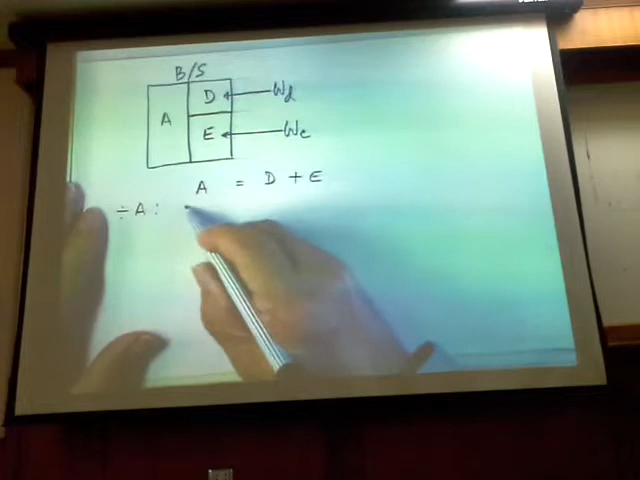 B/S
A D ← Wd
E ← We
A = D + E
÷ A :